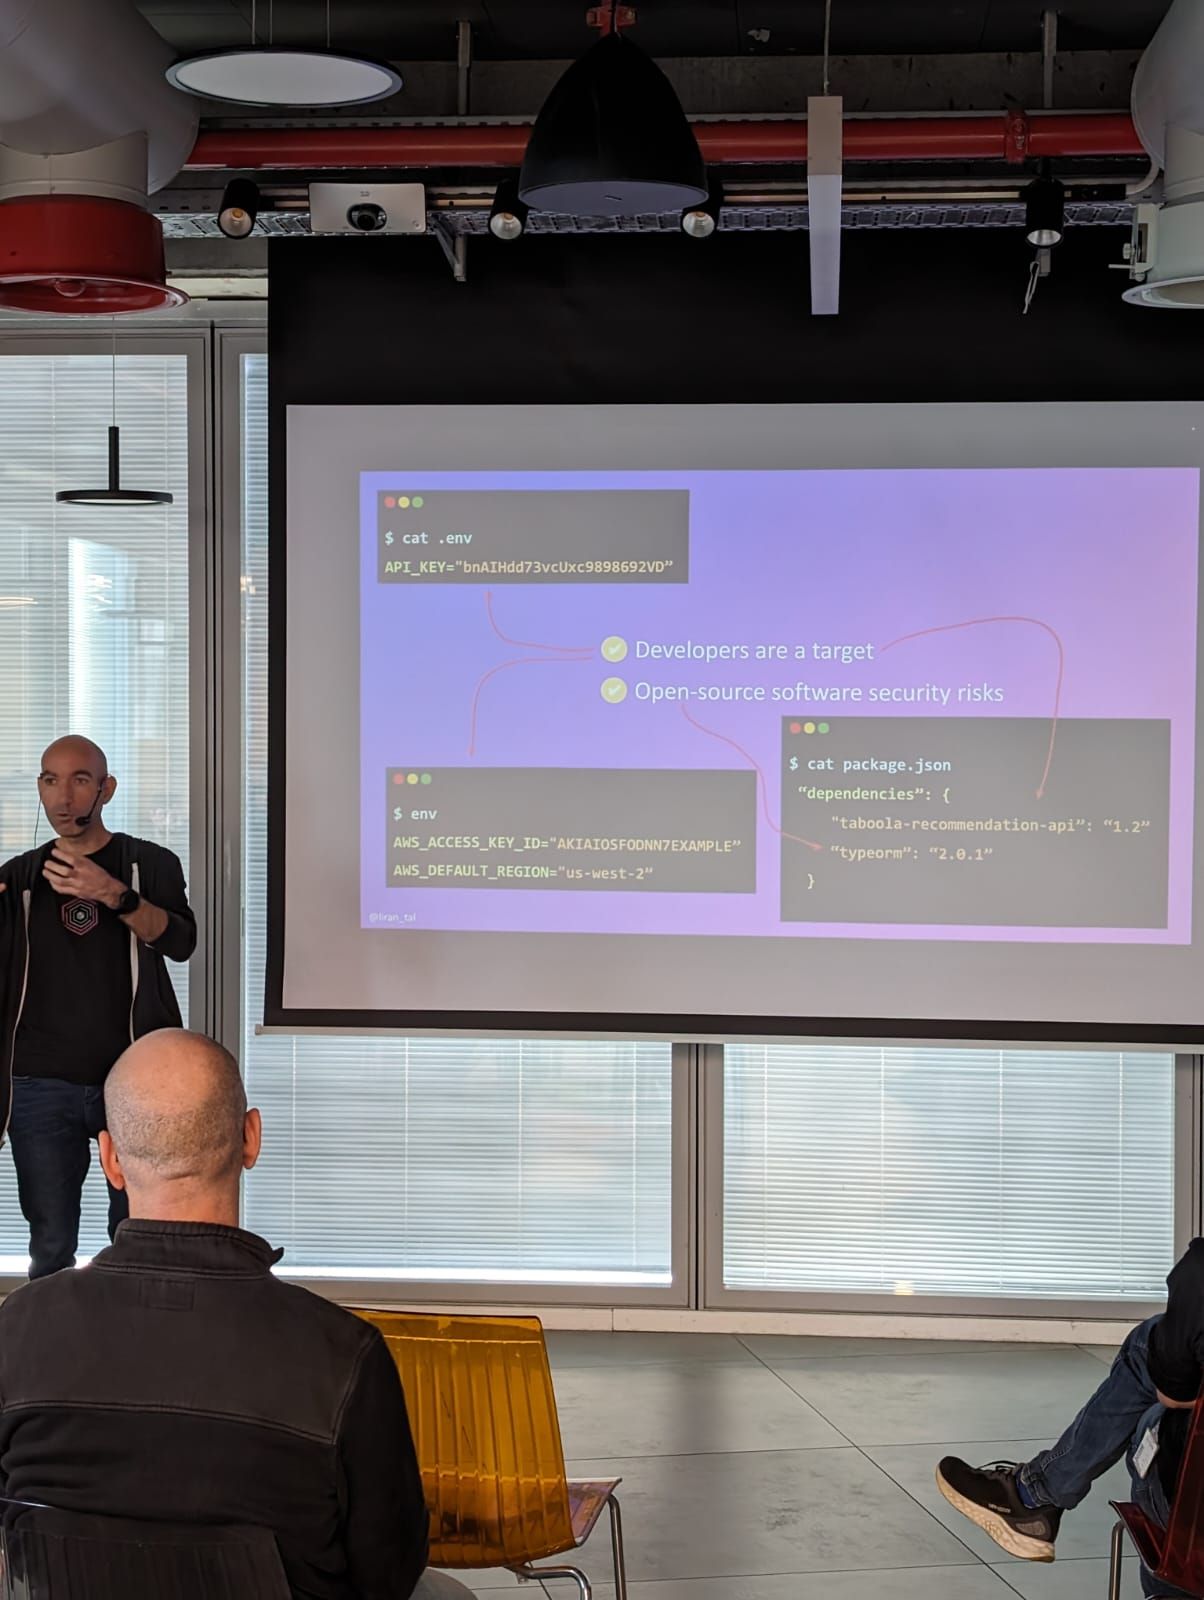 $ cat .env
API_KEY="bnAIHdd73vcUxc9898692VD”
Developers are a target
Open-source software security risks
$ env
AWS_ACCESS_KEY_ID="AKIAIOSFODNN7EXAMPLE”
AWS_DEFAULT_REGION="us-west-2”
@liran_tal
$ cat package.json
“dependencies”: {
"taboola-recommendation-api”: “1.2”
“typeorm”: “2.0.1”
}